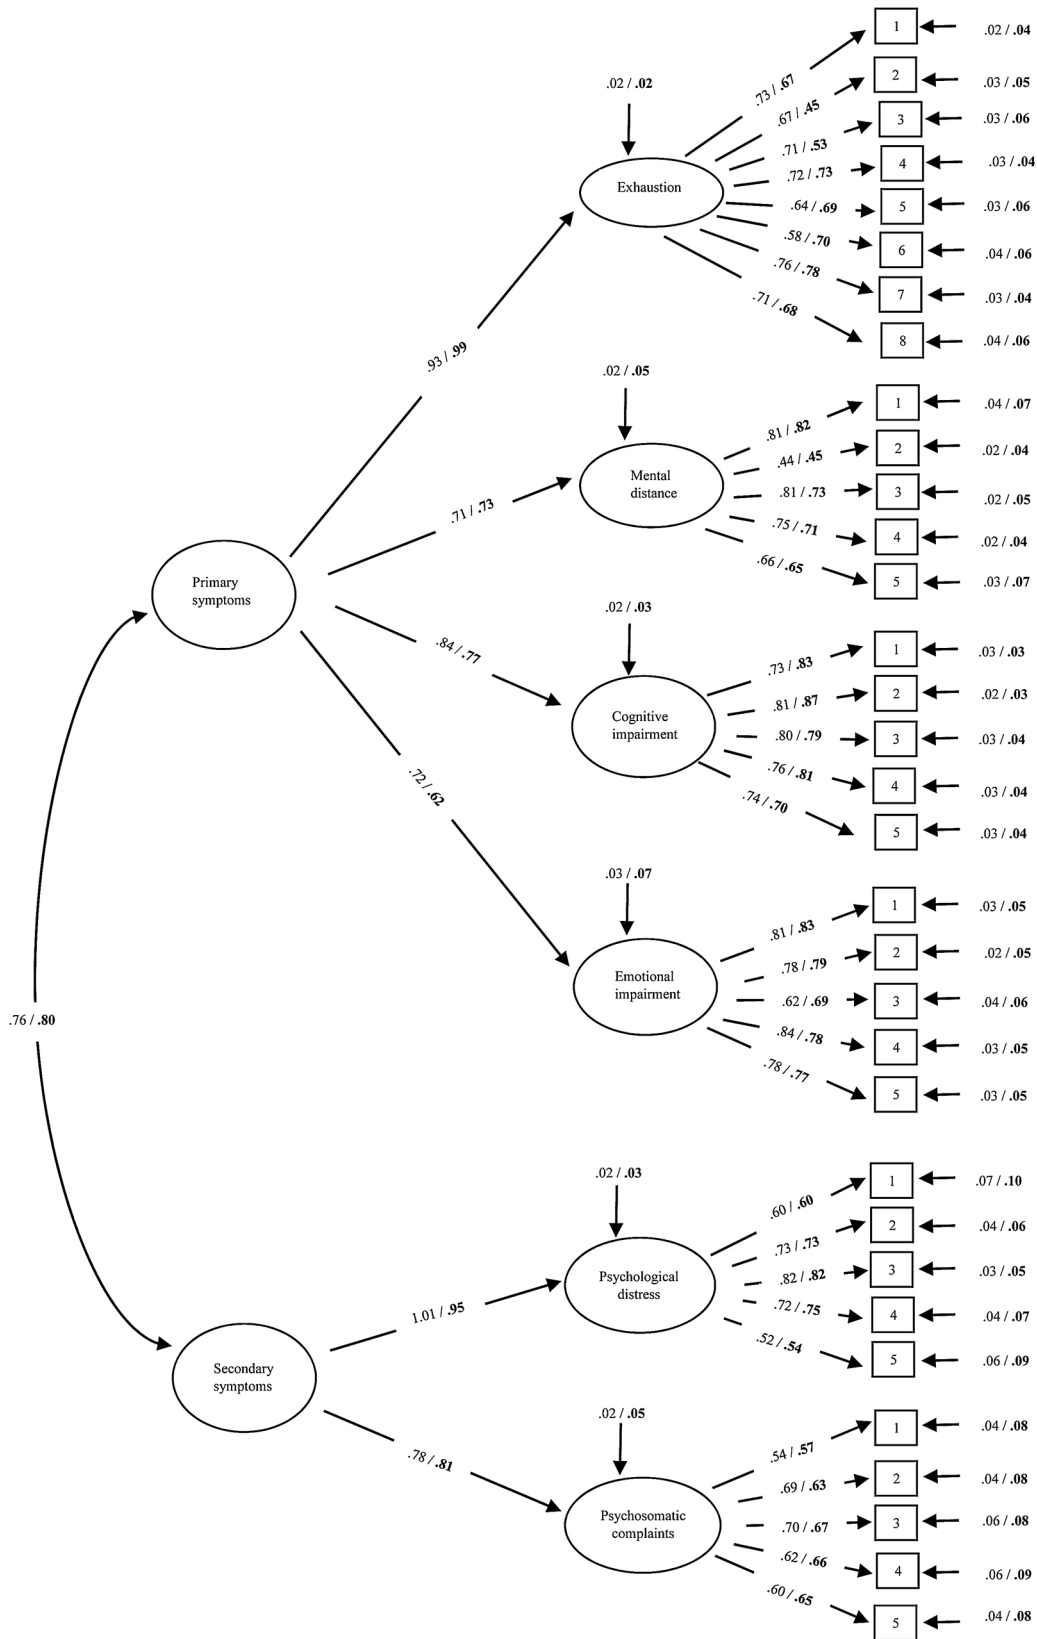 1
.02 / .04
.02 / .02
.73 / .67
2
.03 / .05
.67 / .45
3
.03 / .06
.71 / .53
Exhaustion
.72 / .73
4
.03 / .04
.64 / .69
5
.03 / .06
.58 / .70
6
.04 / .06
.76 / .78
7
.03 / .04
.71 / .68
8
.04 / .06
.93 / .99
.02 / .05
.81 / .82
1
.04 / .07
.44 / .45
2
.02 / .04
Mental
distance
.81 / .73
3
.02 / .05
.71 / .73
.75 / .71
4
.02 / .04
.66 / .65
5
.03 / .07
Primary
symptoms
.02 / .03
.84 / .77
.73 / .83
1
.03 / .03
.81 / .87
2
.02 / .03
Cognitive
impairment
.80 / .79
3
.03 / .04
.76 / .81
4
.03 / .04
.74 / .70
5
.03 / .04
.72 / .62
.03 / .07
.81 / .83
1
.03 / .05
.78 / .79
2
.02 / .05
Emotional
impairment
.62 / .69
3
.04 / .06
.84 / .78
4
.03 / .05
.78 / .77
5
.03 / .05
.76 / .80
.02 / .03
.60 / .60
1
.07 / .10
.73 / .73
2
.04 / .06
Psychological
distress
.82 / .82
3
.03 / .05
.72 / .75
4
.04 / .07
.52 / .54
5
.06 / .09
1.01 / .95
Secondary
symptoms
.78 / .81
.02 / .05
.54 / .57
1
.04 / .08
.69 / .63
2
.04 / .08
Psychosomatic
complaints
.70 / .67
3
.06 / .08
.62 / .66
4
.06 / .09
.60 / .65
5
.04 / .08